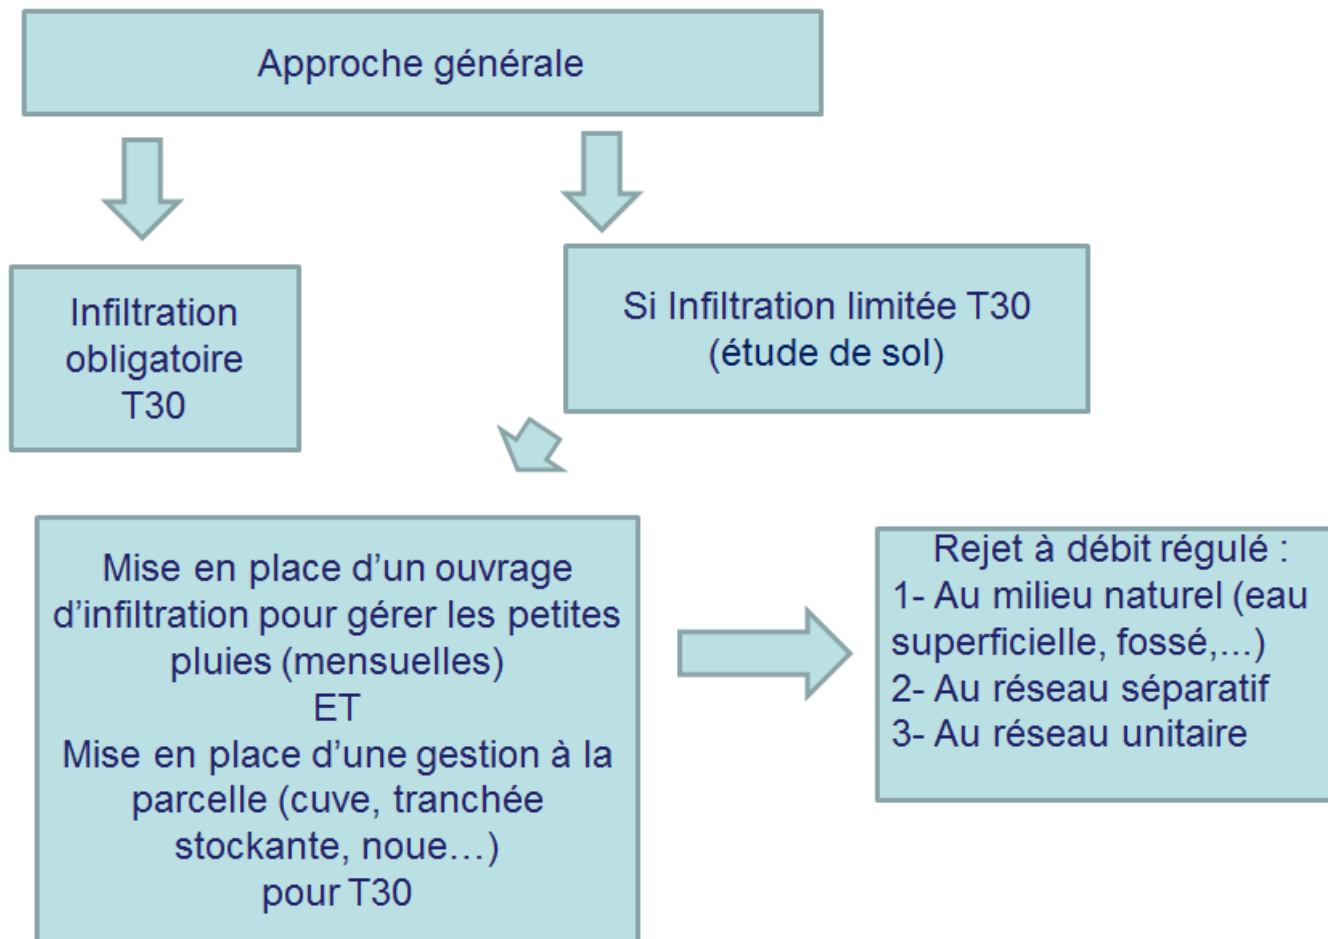 Approche générale
Infiltration
obligatoire
T30
Si Infiltration limitée T30
(étude de sol)
Mise en place d’un ouvrage
d’infiltration pour gérer les petites
pluies (mensuelles)
ET
Mise en place d’une gestion à la
parcelle (cuve, tranchée
stockante, noue…)
pour T30
Rejet à débit régulé :
1- Au milieu naturel (eau
superficielle, fossé,...)
2- Au réseau séparatif
3- Au réseau unitaire